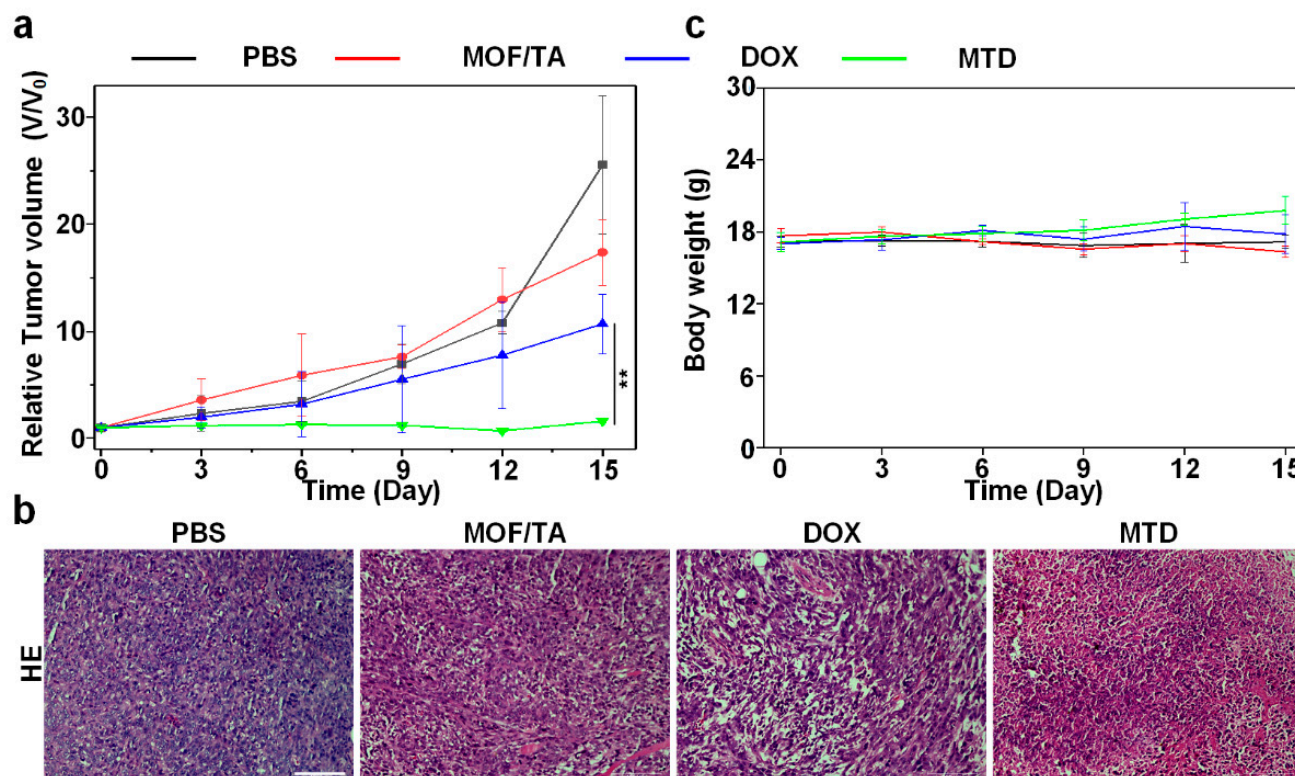 a
c
PBS MOF/TA DOX MTD
Relative Tumor volume (V/V₀)
30
20
10
0
**
0 3 6 9 12 15
Time (Day)
Body weight (g)
30
24
18
12
6
0
0 3 6 9 12 15
Time (Day)
b
PBS MOF/TA DOX MTD
HE